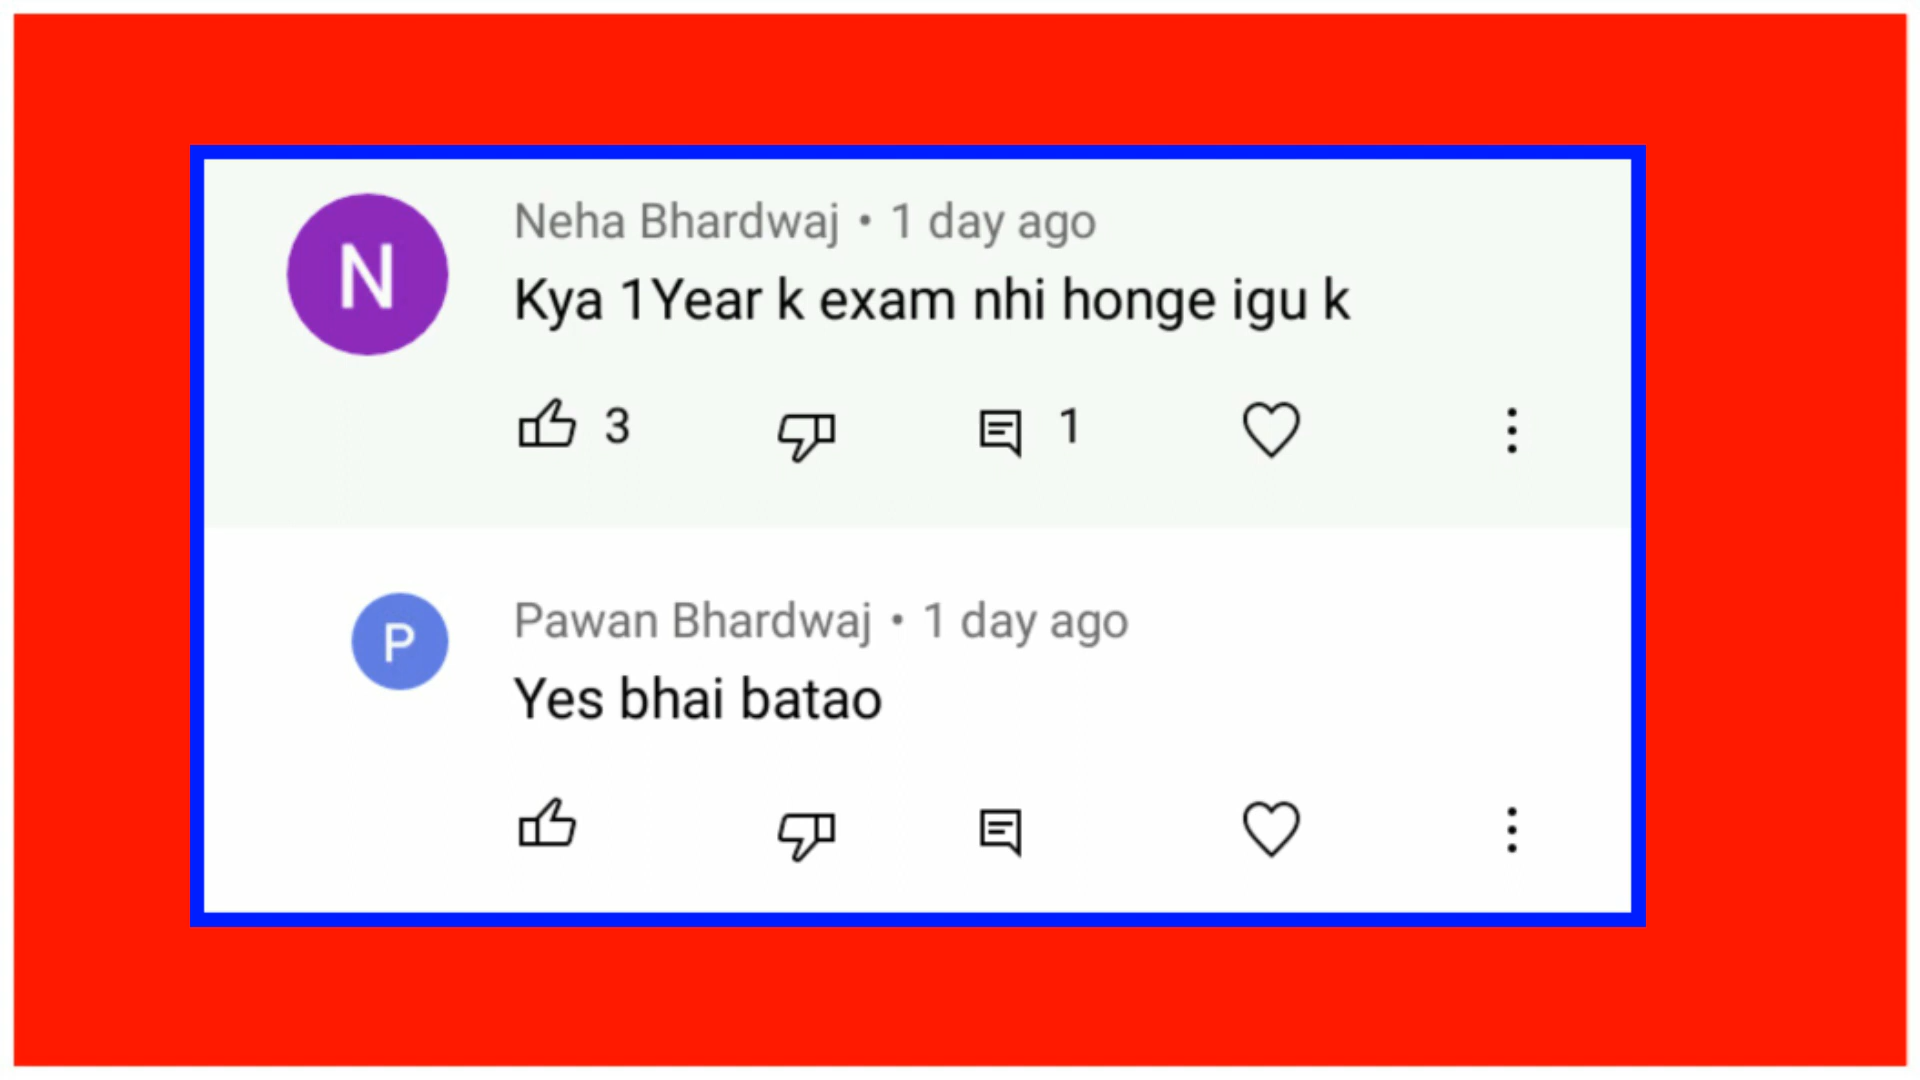 N
Neha Bhardwaj • 1 day ago
Kya 1Year k exam nhi honge igu k
3 1
P
Pawan Bhardwaj • 1 day ago
Yes bhai batao